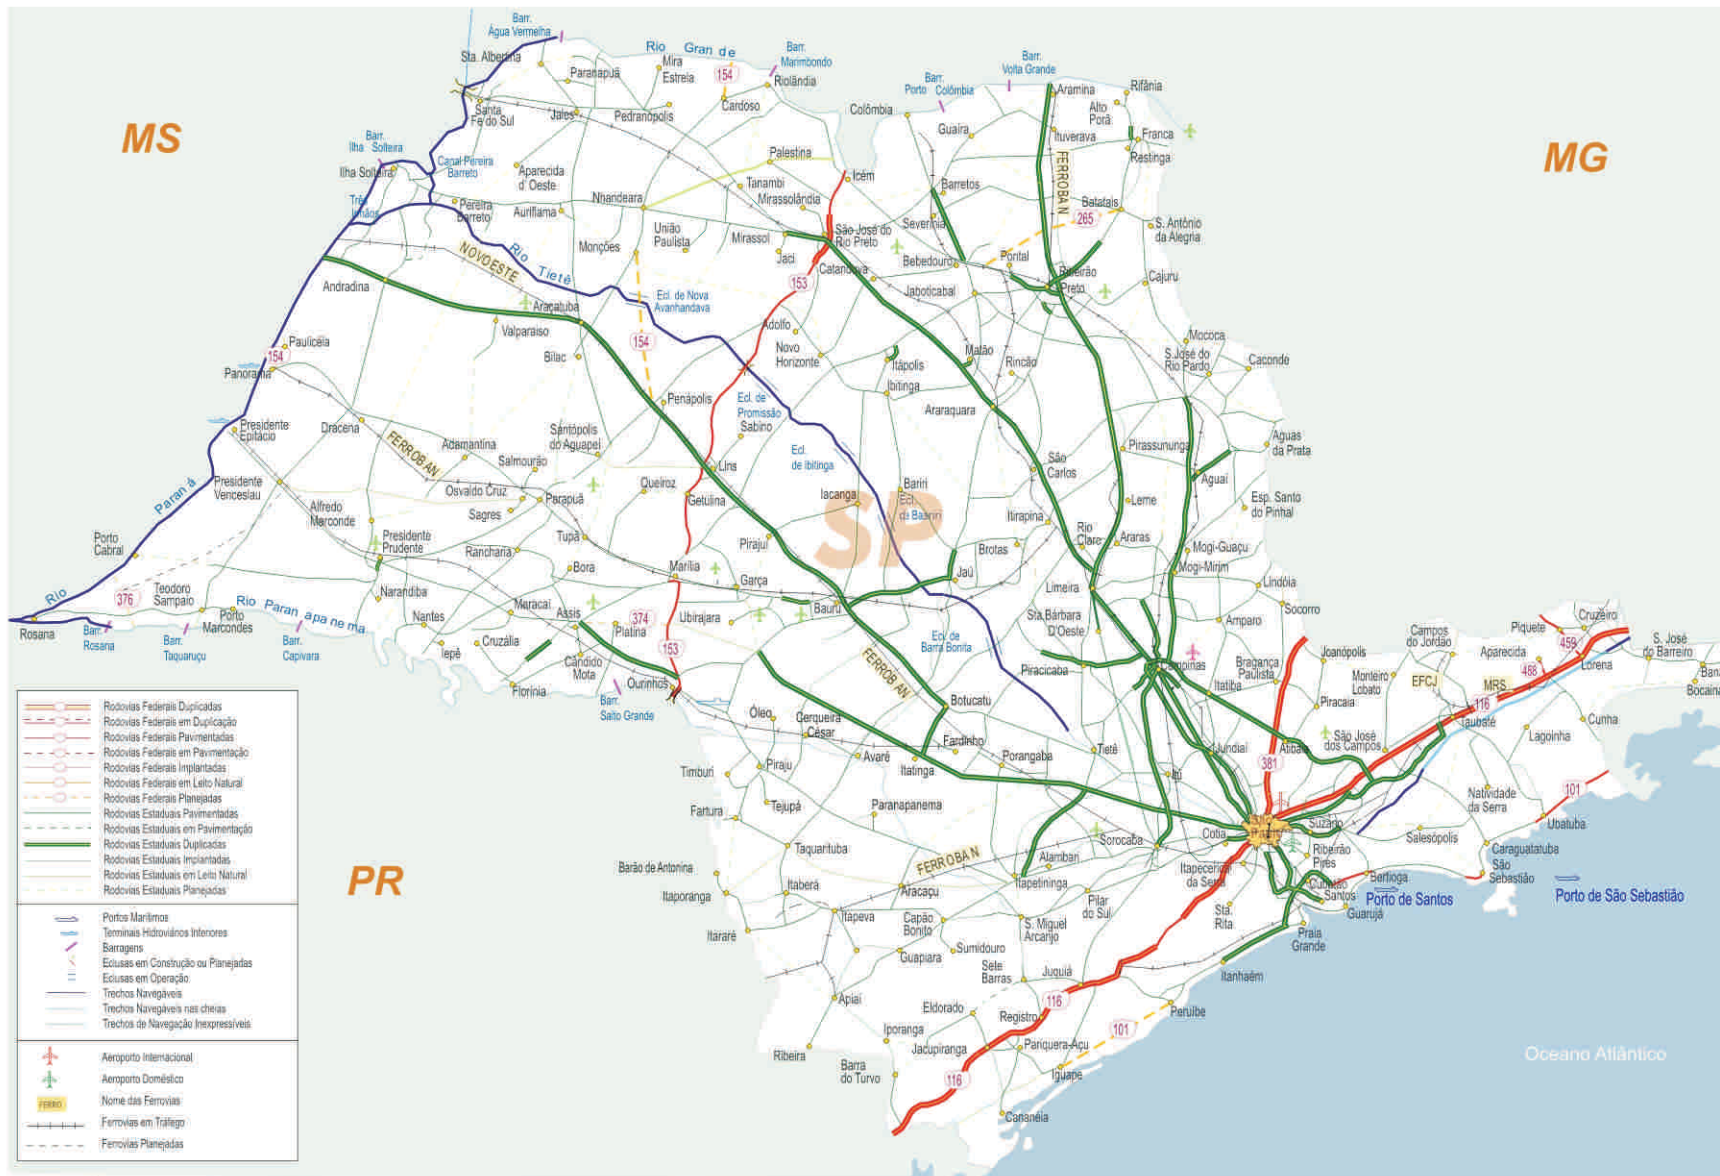 MS
MG
SP
PR
Barr.
Água Vermelha
Sta. Albertina
Paranapuã
Rio Grande
Mira
Estrela
154
Barr.
Marimbondo
Riolândia
Cardoso
Santa
Fe do Sul
Jales
Pedranópolis
Barr.
Porto Colômbia
Colômbia
Barr.
Volta Grande
Aramina
Rifânia
Alto
Porã
Guaira
Ituverava
Franca
Restinga
FERROBAN
Barr.
Ilha Solteira
Ilha Solteira
Canal Pereira
Barreto
Três
Irmãos
Pereira
Barreto
Aparecida
d' Oeste
Auriflama
Nhandeara
Palestina
Tanambi
Mirassolândia
Icém
Barretos
Severínia
Batatais
265
S. Antônio
da Alegria
NOVOESTE
Rio Tietê
Monções
União
Paulista
Mirassol
São José do
Rio Preto
Jaci
Catanduva
Bebedouro
Pontal
Ribeirão
Preto
Cajuru
Jaboticabal
153
Andradina
Araçatuba
Valparaiso
Bilac
Ecl. de Nova
Avanhandava
154
Adolfo
Novo
Horizonte
Itápolis
Ibitinga
Matão
Rincão
Mococa
S.José do
Rio Pardo
Caconde
Paulicéia
154
Panorama
Penápolis
Ecl. de
Promissão
Sabino
Araraquara
Presidente
Epitácio
Dracena
FERROBAN
Adamantina
Santópolis
do Aguapeí
Salmourão
Ecl.
de Ibitinga
São
Carlos
Pirassununga
Aguas
da Prata
Lins
Presidente
Venceslau
Osvaldo Cruz
Parapuã
Sagres
Queiroz
Getulina
Iacanga
Bariri
Ecl.
de Bariri
Aguaí
Leme
Esp. Santo
do Pinhal
Paraná
Alfredo
Marconde
Itirapina
Rio
Claro
Araras
Mogi-Guaçu
Mogi-Mirim
Porto
Cabral
Presidente
Prudente
Rancharia
Tupã
Pirajuí
Brotas
Bora
Marília
Garça
Jaú
Limeira
Lindóia
Socorro
Rio
376
Teodoro
Sampaio
Rio Paranapanema
Porto
Marcondes
Narandiba
Nantes
Maracaí
Assis
374
Platina
Ubirajara
Bauru
Sta.Bárbara
D'Oeste
Amparo
Rosana
Barr.
Rosana
Barr.
Taquaruçu
Barr.
Capivara
Iepê
Cruzália
Cândido
Mota
153
Ourinhos
FERROBAN
Ecl. de
Barra Bonita
Piracicaba
Campinas
Bragança
Paulista
Itatiba
Joanópolis
Piracaia
Campos
do Jordão
Monteiro
Lobato
EFCJ
Piquete
Cruzeiro
459
Aparecida
488
Lorena
S. José
do Barreiro
Bana
Bocaina
MRS
116
Taubaté
Cunha
Lagoinha
Florínia
Barr.
Salto Grande
Óleo
Cerqueira
César
Botucatu
Pardinho
Porangaba
Tietê
Jundiaí
Atibaia
São José
dos Campos
381
Timburi
Piraju
Avaré
Itatinga
Itú
Natividade
da Serra
101
Ubatuba
Fartura
Tejupá
Paranapanema
Sorocaba
Cotia
Suzano
Salesópolis
Caraguatatuba
Taquarituba
FERROBAN
Alambari
Itapecerica
da Serra
Ribeirão
Pires
Barão de Antonina
Itaporanga
Itaberá
Aracaçu
Itapetininga
Cubatão
Santos
Bertioga
São
Sebastião
Porto de Santos
Porto de São Sebastião
Guarujá
Itapeva
Capão
Bonito
S. Miguel
Arcanjo
Pilar
do Sul
Sta.
Rita
Praia
Grande
Itararé
Guapiara
Sumidouro
Sete
Barras
Juquiá
Itanhaém
Apiaí
Eldorado
Registro
116
Peruíbe
101
Ribeira
Iporanga
Jacupiranga
Pariquera-Açu
Barra
do Turvo
116
Iguape
Cananéia
Oceano Atlântico
Rodovias Federais Duplicadas
Rodovias Federais em Duplicação
Rodovias Federais Pavimentadas
Rodovias Federais em Pavimentação
Rodovias Federais Implantadas
Rodovias Federais em Leito Natural
Rodovias Federais Planejadas
Rodovias Estaduais Pavimentadas
Rodovias Estaduais em Pavimentação
Rodovias Estaduais Duplicadas
Rodovias Estaduais Implantadas
Rodovias Estaduais em Leito Natural
Rodovias Estaduais Planejadas
Portos Marítimos
Terminais Hidroviários Interiores
Barragens
Eclusas em Construção ou Planejadas
Eclusas em Operação
Trechos Navegáveis
Trechos Navegáveis nas cheias
Trechos de Navegação Inexpressíveis
Aeroporto Internacional
Aeroporto Doméstico
FERRO
Nome das Ferrovias
Ferrovias em Tráfego
Ferrovias Planejadas